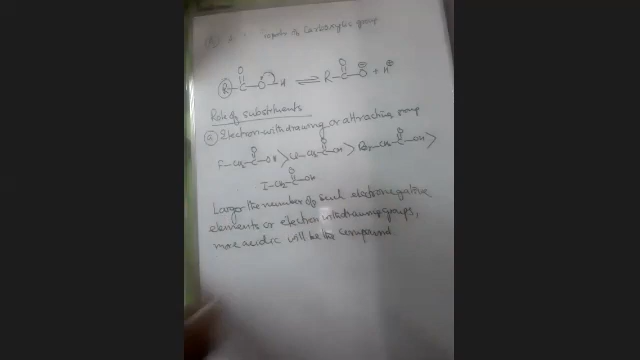 of Carboxylic group
O O ⊖ ⊕
R-C-O-H ⇌ R-C-O + H
Role of substituents
Electron-withdrawing or attracting group
F-CH₂-C-OH > Cl-CH₂-C-OH > Br-CH₂-C-OH >
I-CH₂-C-OH
Larger the number of such electronegative
elements or electron withdrawing groups,
more acidic will be the compound